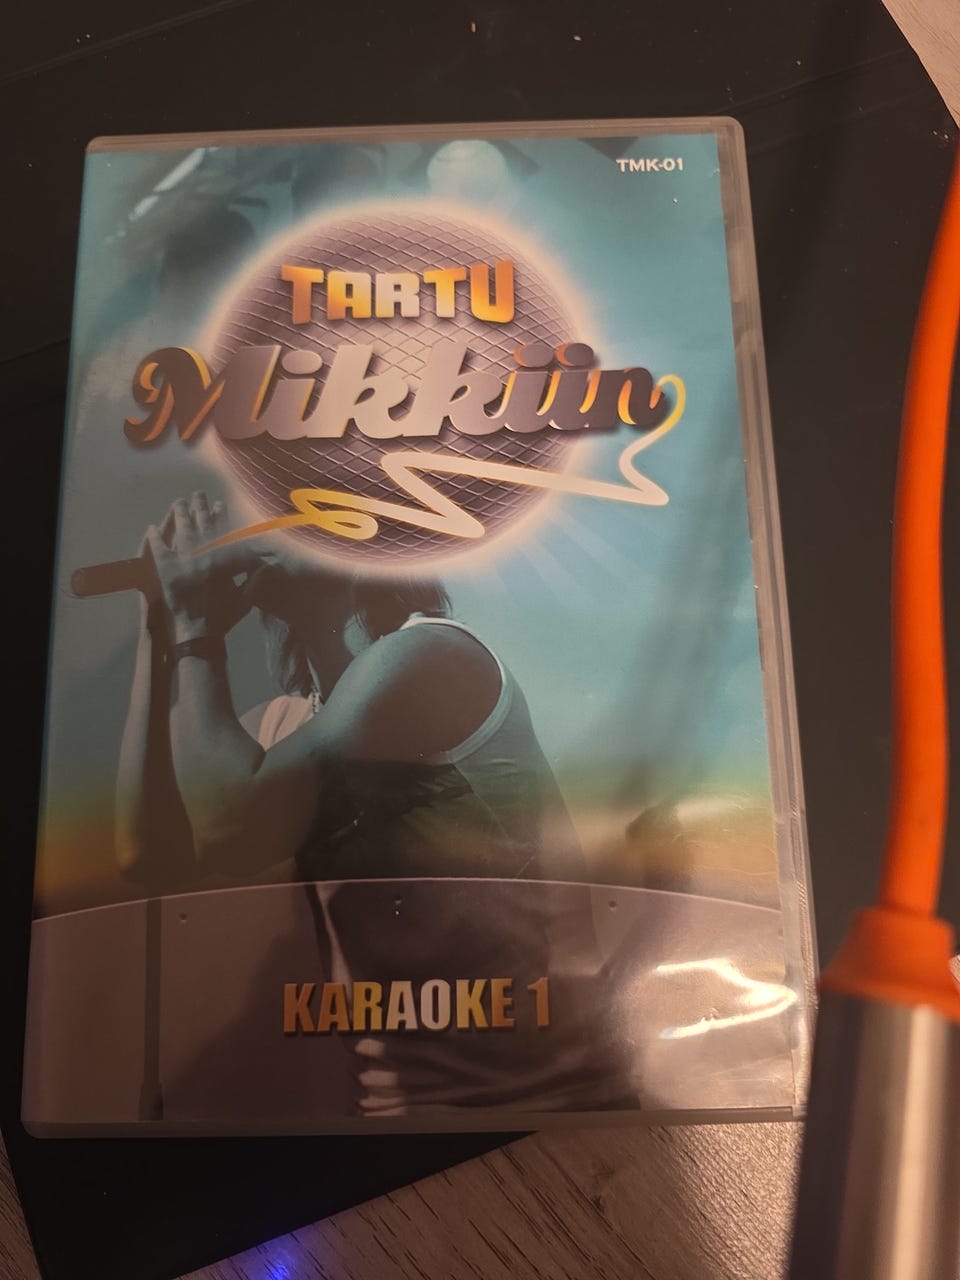 TMK-01
TARTU
Mikkiin
KARAOKE 1